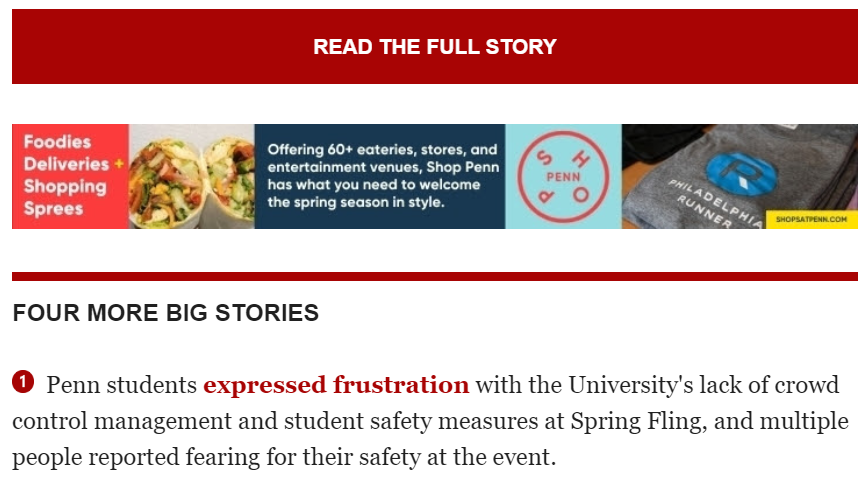 READ THE FULL STORY
Foodies
Deliveries +
Shopping
Sprees
Offering 60+ eateries, stores, and
entertainment venues, Shop Penn
has what you need to welcome
the spring season in style.
SHOP
PENN
PHILADELPHIA
RUNNER
SHOPSATPENN.COM
FOUR MORE BIG STORIES
1 Penn students expressed frustration with the University's lack of crowd
control management and student safety measures at Spring Fling, and multiple
people reported fearing for their safety at the event.